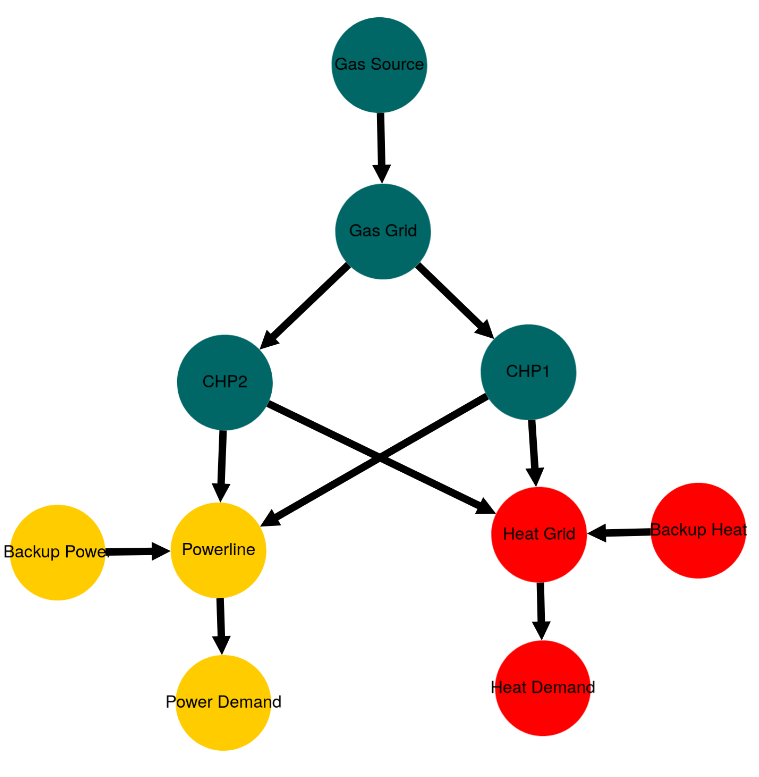 Gas Source
Gas Grid
CHP2
CHP1
Backup Power
Powerline
Heat Grid
Backup Heat
Power Demand
Heat Demand